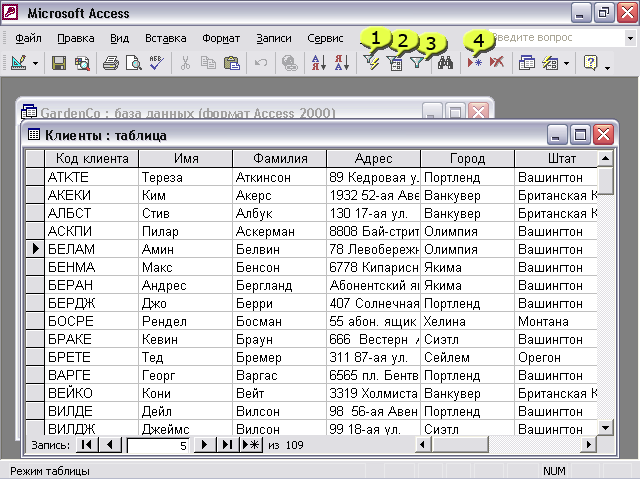 Microsoft Access
Файл Правка Вид Вставка Формат Записи Сервис Введите вопрос
1 2 3 4
GardenCo : база данных (формат Access 2000)
Клиенты : таблица
Код клиента Имя Фамилия Адрес Город Штат
АТКТЕ Тереза Аткинсон 89 Кедровая у. Портленд Вашингтон
АКЕКИ Ким Акерс 1932 52-ая Аве Ванкувер Британская К
АЛБСТ Стив Албук 130 17-ая ул. Портленд Вашингтон
АСКПИ Пилар Аскерман 8808 Бай-стрит Олимпия Вашингтон
БЕЛАМ Амин Белвин 78 Левобережн Олимпия Вашингтон
БЕНМА Макс Бенсон 6778 Кипарисн Якима Вашингтон
БЕРАН Андрес Бергланд Абонентский я Якима Вашингтон
БЕРДЖ Джо Берри 407 Солнечная Портленд Вашингтон
БОСРЕ Рендел Босман 55 абон. ящик Хелина Монтана
БРАКЕ Кевин Браун 666 Вестерн А Сиэтл Вашингтон
БРЕТЕ Тед Бремер 311 87-ая ул. Сейлем Орегон
ВАРГЕ Георг Варгас 6565 пл. Бентв Портленд Вашингтон
ВЕЙКО Кони Вейт 3319 Холмиста Ванкувер Британская К
ВИЛДЕ Дейл Вилсон 98 56-ая Авен Портленд Вашингтон
ВИЛДЖ Джеймс Вилсон 99 18-ая ул. Сиэтл Вашингтон
Запись: 5 из 109
Режим таблицы NUM